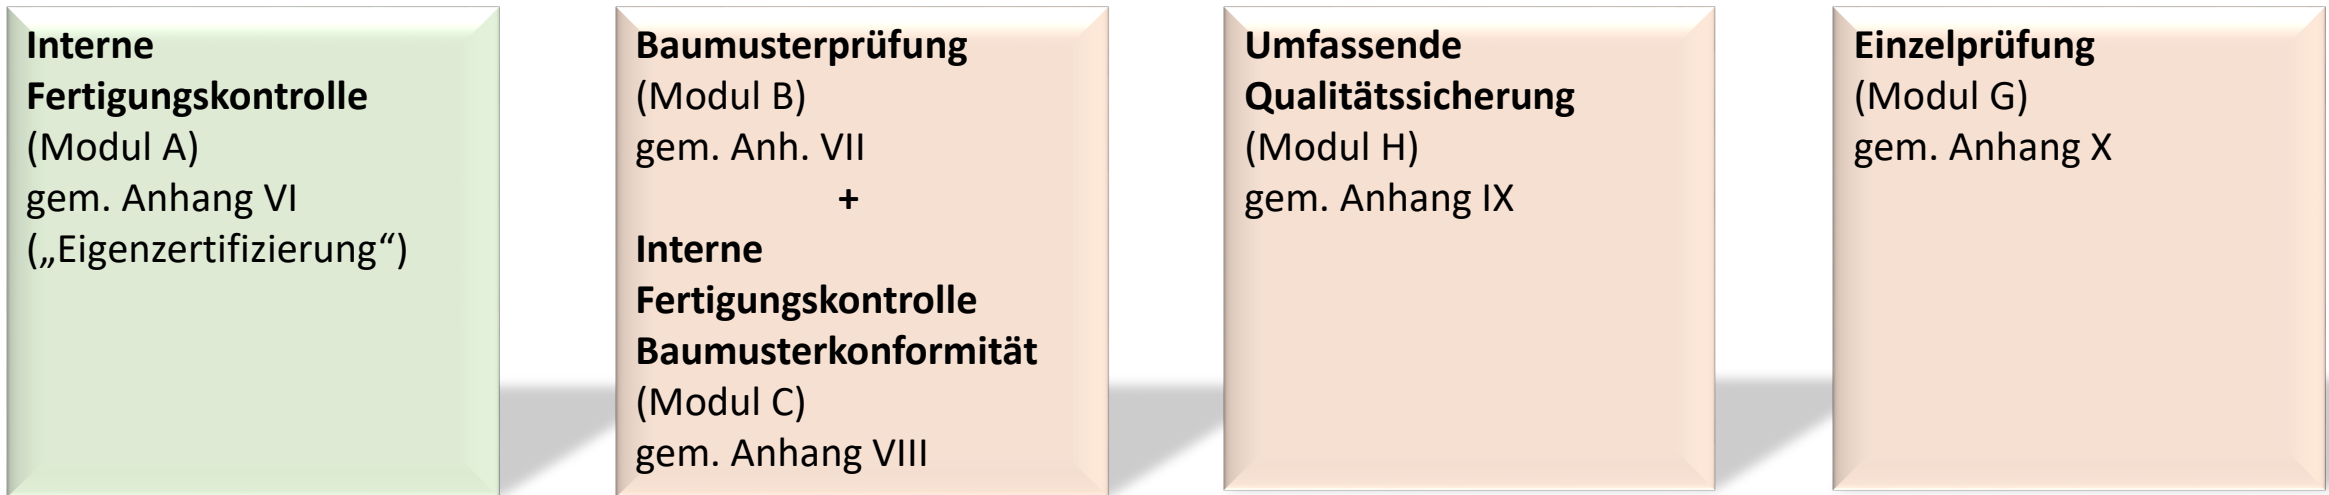 Interne
Fertigungskontrolle
(Modul A)
gem. Anhang VI
(„Eigenzertifizierung“)
Baumusterprüfung
(Modul B)
gem. Anh. VII
+
Interne
Fertigungskontrolle
Baumusterkonformität
(Modul C)
gem. Anhang VIII
Umfassende
Qualitätssicherung
(Modul H)
gem. Anhang IX
Einzelprüfung
(Modul G)
gem. Anhang X